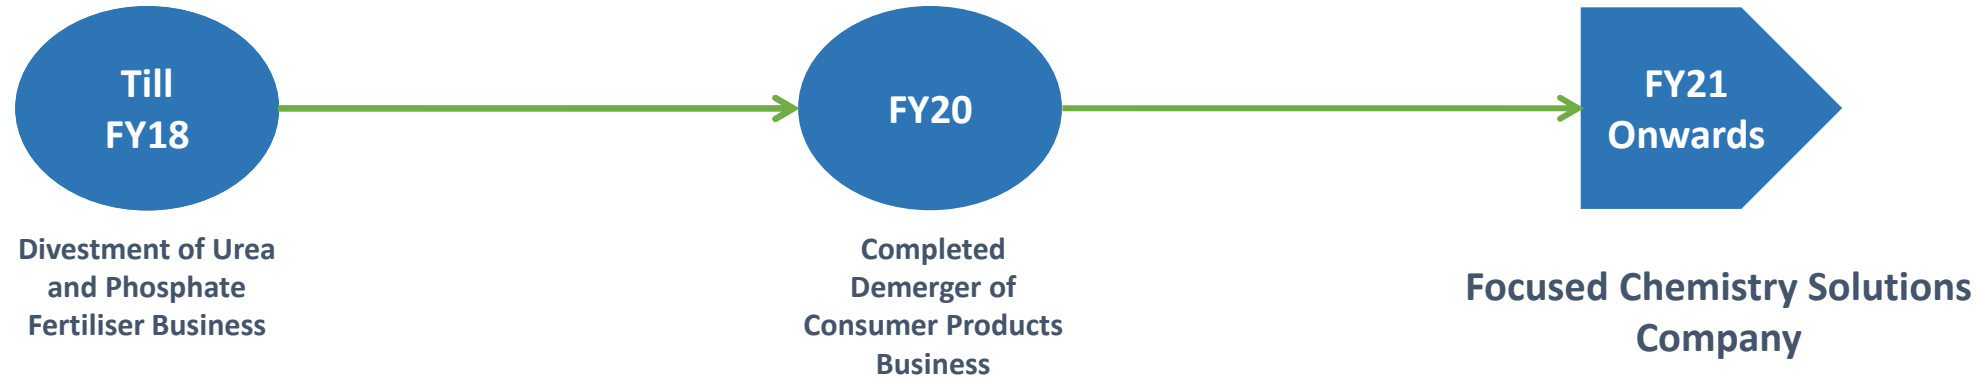 Till
FY18
FY20
FY21
Onwards
Divestment of Urea
and Phosphate
Fertiliser Business
Completed
Demerger of
Consumer Products
Business
Focused Chemistry Solutions
Company